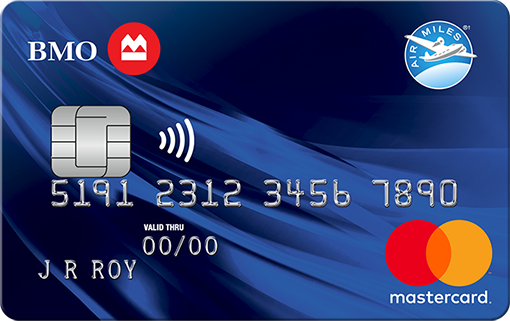 BMO
AIR MILES®†
5191 2312 3456 7890
VALID THRU
00/00
J R ROY
mastercard.